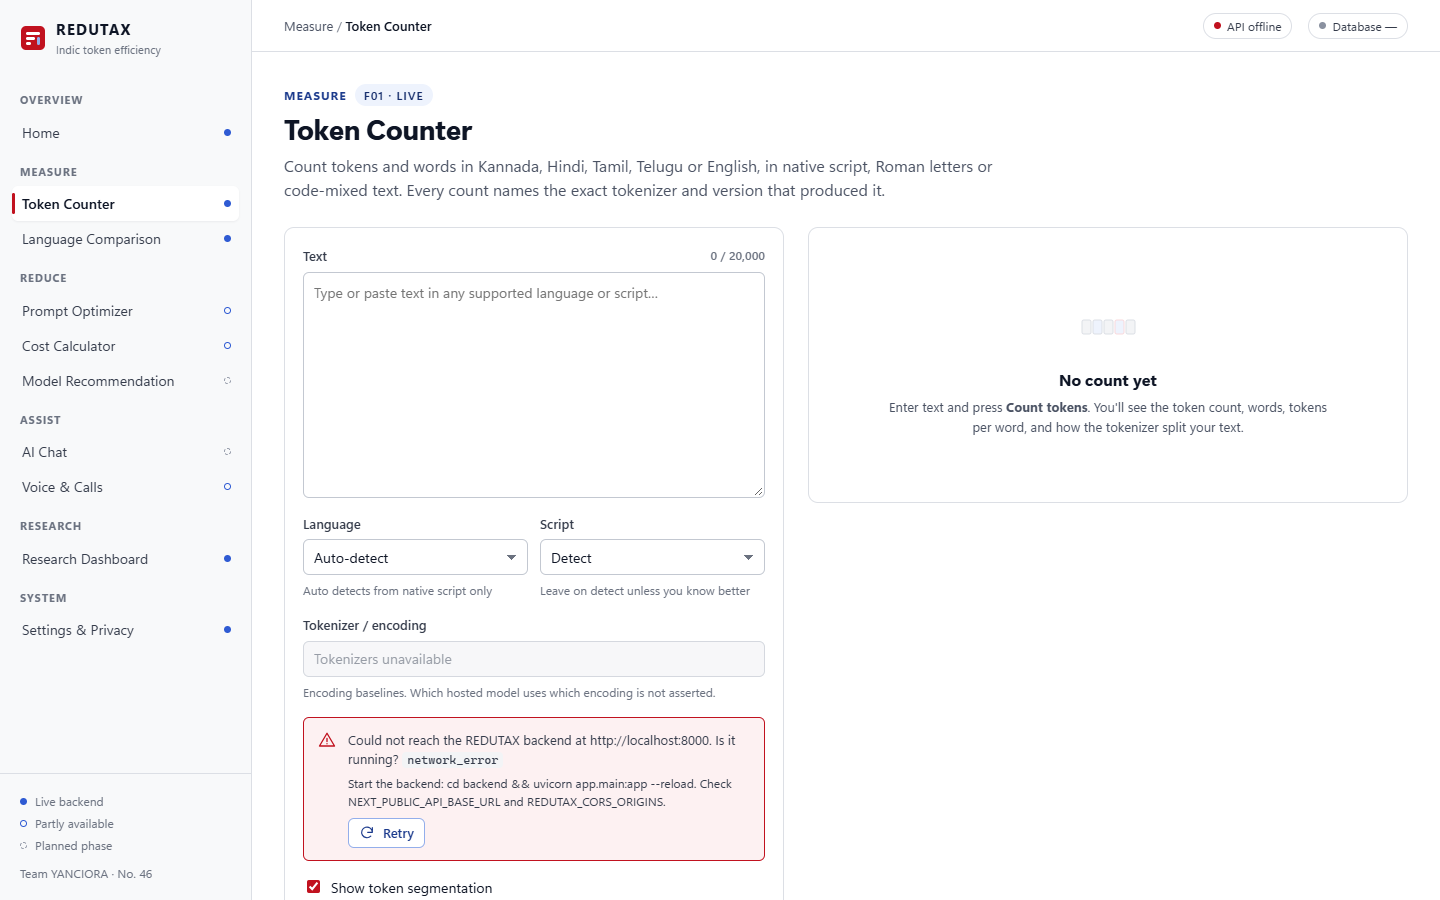 REDUTAX
Indic token efficiency
OVERVIEW
Home
MEASURE
Token Counter
Language Comparison
REDUCE
Prompt Optimizer
Cost Calculator
Model Recommendation
ASSIST
AI Chat
Voice & Calls
RESEARCH
Research Dashboard
SYSTEM
Settings & Privacy
Live backend
Partly available
Planned phase
Team YANCIORA · No. 46
Measure / Token Counter
API offline
Database —
MEASURE F01 · LIVE
Token Counter
Count tokens and words in Kannada, Hindi, Tamil, Telugu or English, in native script, Roman letters or
code-mixed text. Every count names the exact tokenizer and version that produced it.
Text 0 / 20,000
Type or paste text in any supported language or script...
Language Script
Auto-detect Detect
Auto detects from native script only Leave on detect unless you know better
Tokenizer / encoding
Tokenizers unavailable
Encoding baselines. Which hosted model uses which encoding is not asserted.
Could not reach the REDUTAX backend at http://localhost:8000. Is it
running? network_error
Start the backend: cd backend && uvicorn app.main:app --reload. Check
NEXT_PUBLIC_API_BASE_URL and REDUTAX_CORS_ORIGINS.
Retry
Show token segmentation
No count yet
Enter text and press Count tokens. You'll see the token count, words, tokens
per word, and how the tokenizer split your text.